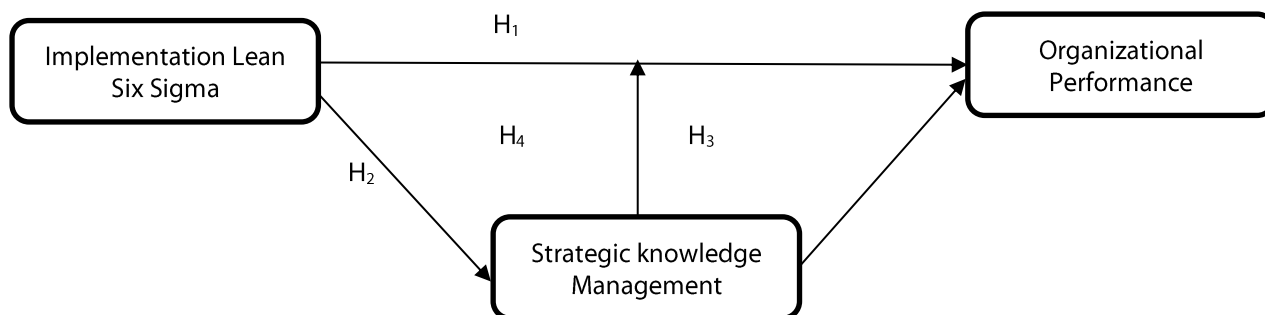 H₁
Implementation Lean
Six Sigma
Organizational
Performance
H₄
H₃
H₂
Strategic knowledge
Management